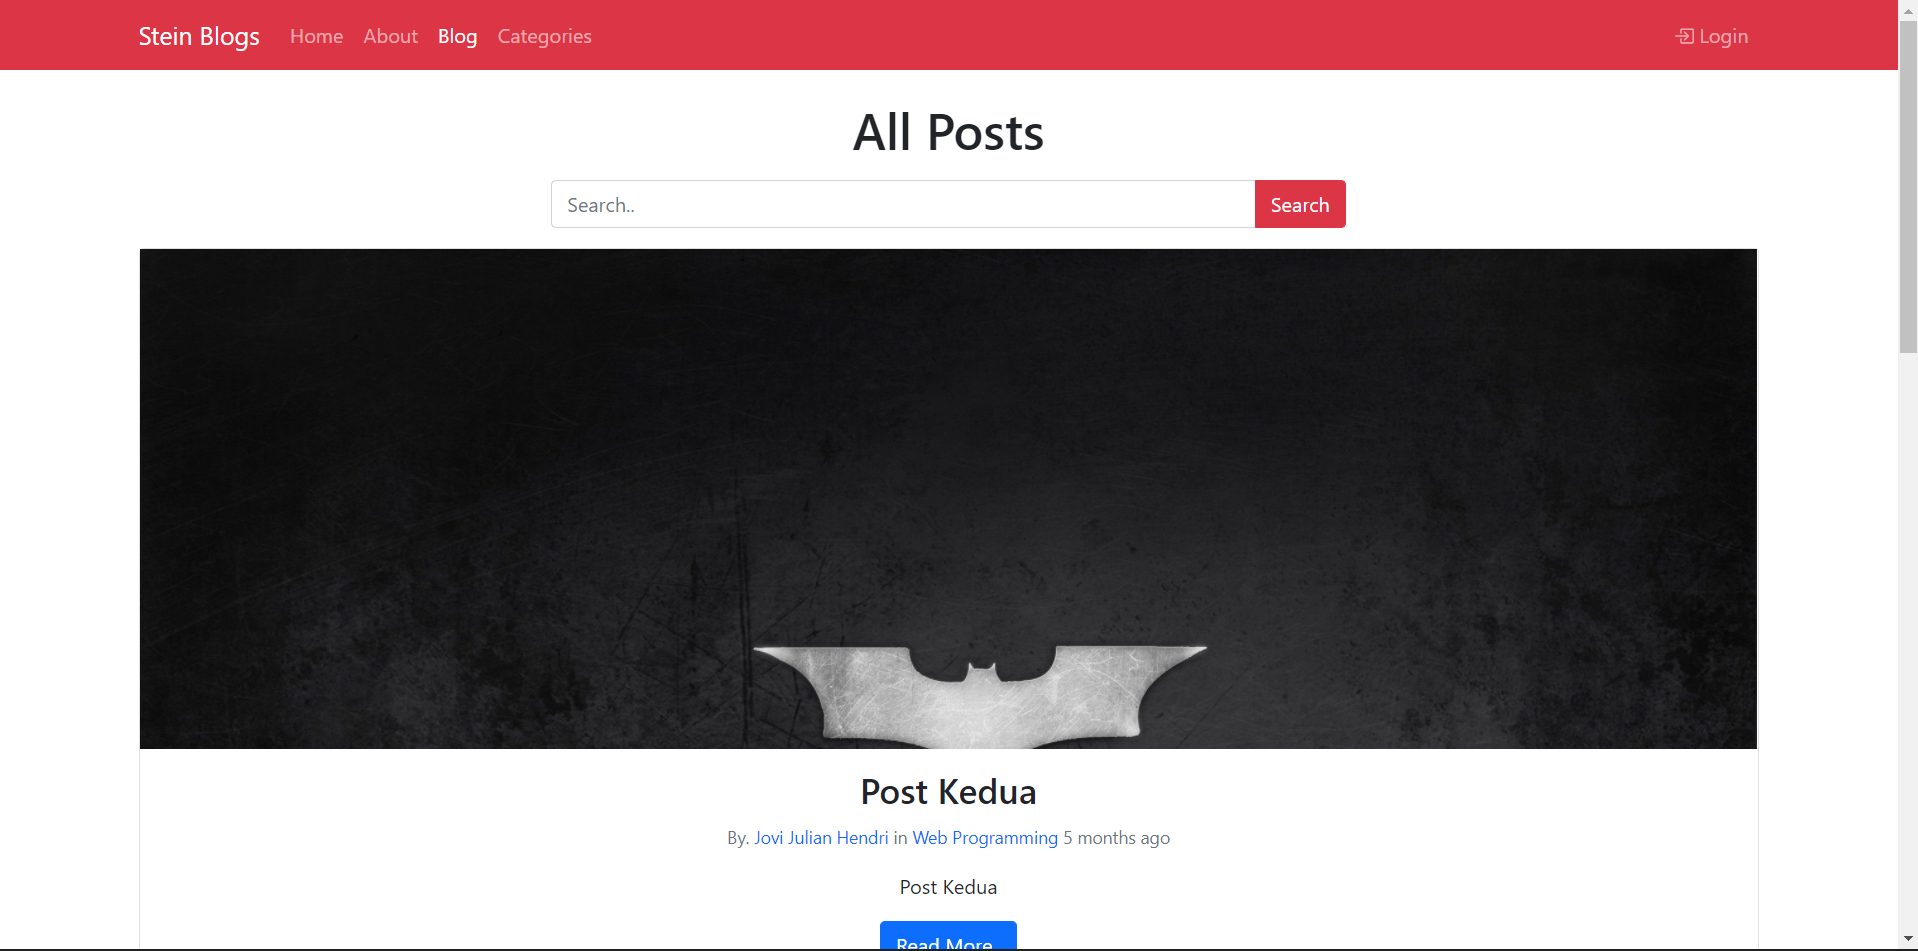 Stein Blogs Home About Blog Categories Login
All Posts
Search.. Search
Post Kedua
By. Jovi Julian Hendri in Web Programming 5 months ago
Post Kedua
Read More